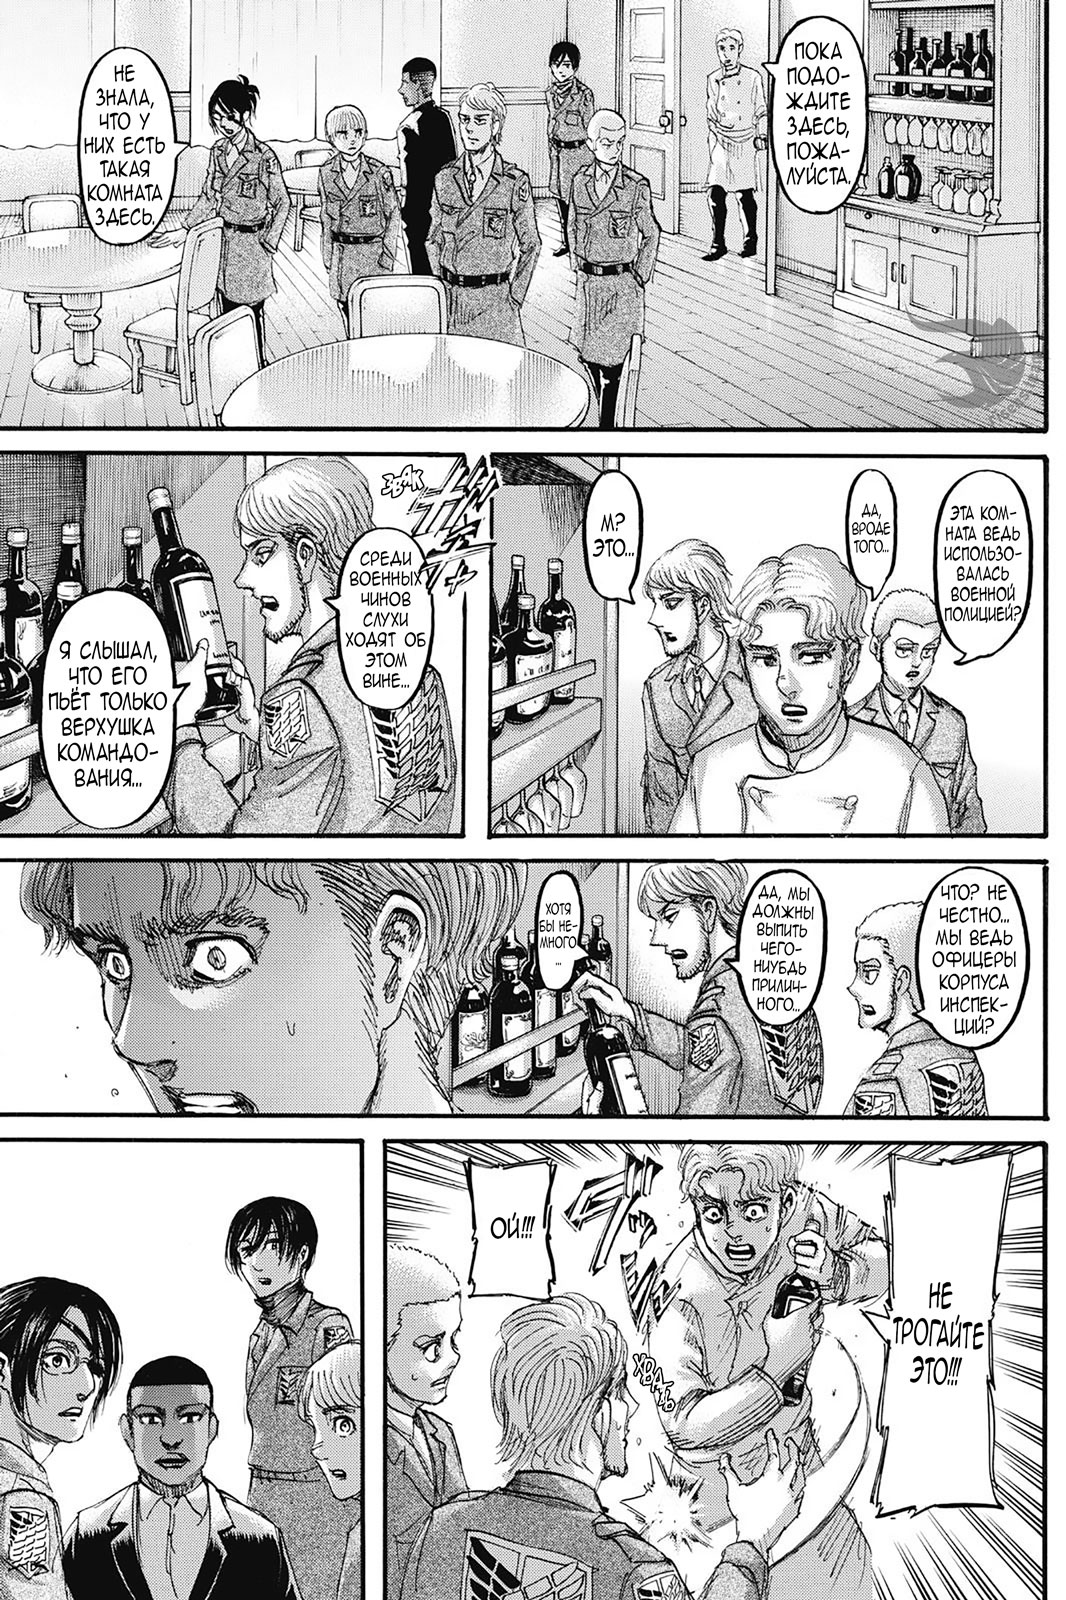 ПОКА
ПОДО-
ЖДИТЕ
ЗДЕСЬ,
ПОЖА-
ЛУЙСТА.
НЕ
ЗНАЛА,
ЧТО У
НИХ ЕСТЬ
ТАКАЯ
КОМНАТА
ЗДЕСЬ.
ЭТА КОМ-
НАТА ВЕДЬ
ИСПОЛЬЗО-
ВАЛАСЬ
ВОЕННОЙ
ПОЛИЦИЕЙ?
ДА,
ВРОДЕ
ТОГО...
М?
ЭТО...
ЗВЯК
СРЕДИ
ВОЕННЫХ
ЧИНОВ
СЛУХИ
ХОДЯТ ОБ
ЭТОМ
ВИНЕ...
Я СЛЫШАЛ,
ЧТО ЕГО
ПЬЁТ ТОЛЬКО
ВЕРХУШКА
КОМАНДО-
ВАНИЯ...
ЧТО? НЕ
ЧЕСТНО...
МЫ ВЕДЬ
ОФИЦЕРЫ
КОРПУСА
ИНСПЕК-
ЦИЙ?
ДА, МЫ
ДОЛЖНЫ
ВЫПИТЬ
ЧЕГО-
НИУБДЬ
ПРИЛИЧ-
НОГО...
ХОТЯ
БЫ НЕ-
МНОГО
...
НЕ
ТРОГАЙТЕ
ЭТО!!!
ОЙ!!!
ХВАТЬ